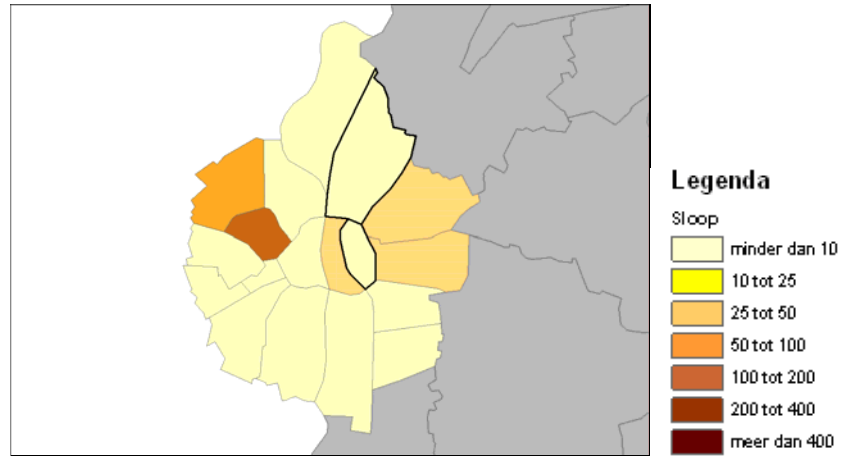 Legenda
Sloop
minder dan 10
10 tot 25
25 tot 50
50 tot 100
100 tot 200
200 tot 400
meer dan 400